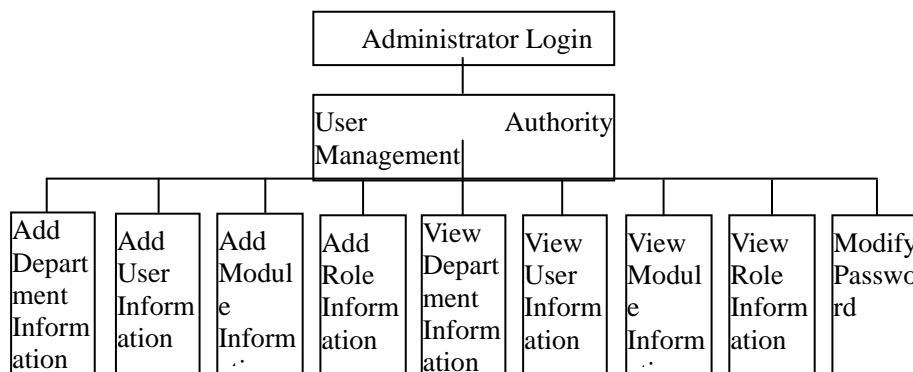 Administrator Login
User Authority
Management
Add
Depart
ment
Inform
ation
Add
User
Inform
ation
Add
Modul
e
Inform
Add
Role
Inform
ation
View
Depart
ment
Inform
ation
View
User
Inform
ation
View
Modul
e
Inform
View
Role
Inform
ation
Modify
Passwo
rd